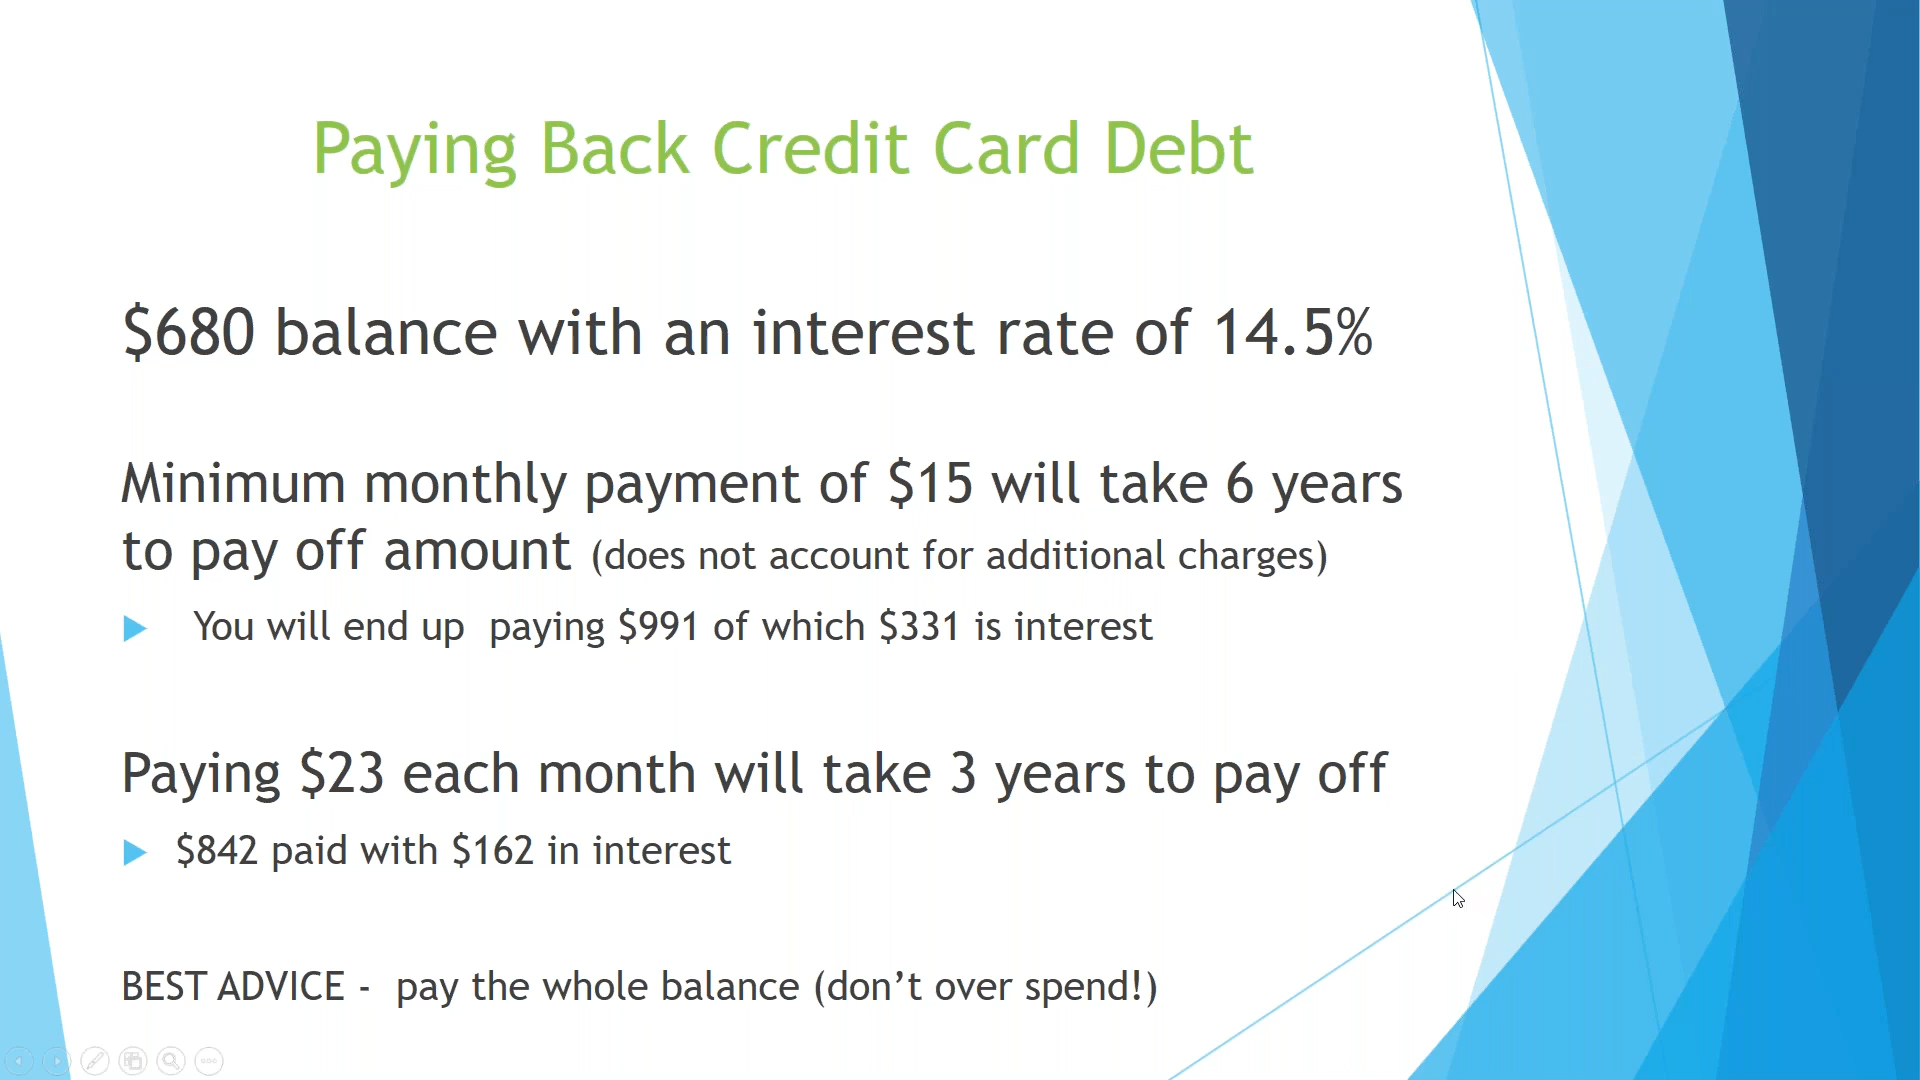 Paying Back Credit Card Debt
$680 balance with an interest rate of 14.5%
Minimum monthly payment of $15 will take 6 years
to pay off amount (does not account for additional charges)
You will end up  paying $991 of which $331 is interest
Paying $23 each month will take 3 years to pay off
$842 paid with $162 in interest
BEST ADVICE -  pay the whole balance (don’t over spend!)